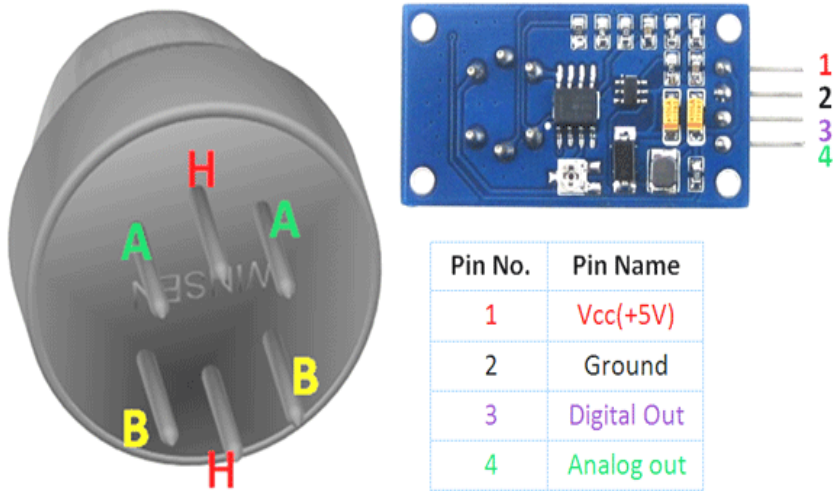 H
A A
WINSEN
B B
H
1
2
3
4
Pin No. Pin Name
1 Vcc(+5V)
2 Ground
3 Digital Out
4 Analog out